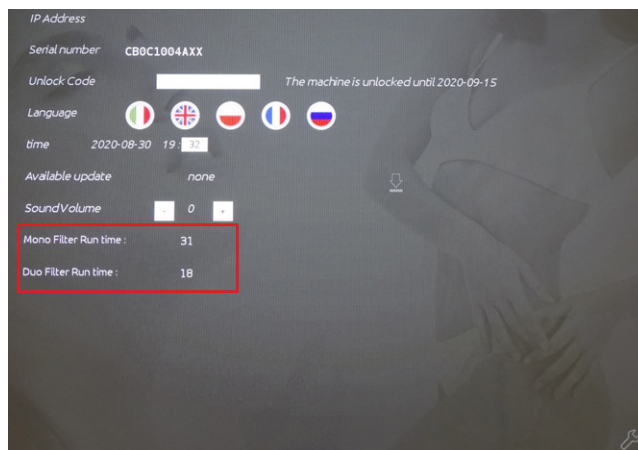 IP Address
Serial number CB0C1004AXX
Unlock Code The machine is unlocked until 2020-09-15
Language
time 2020-08-30 19: 32
Available update none
SoundVolume - 0 +
Mono Filter Run time : 31
Duo Filter Run time : 18